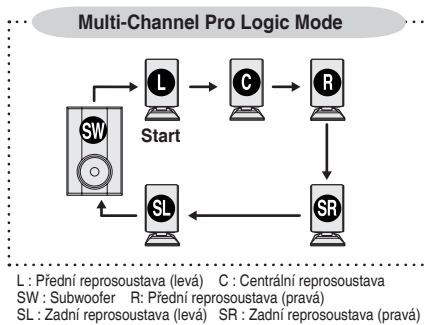 Multi-Channel Pro Logic Mode
L C R
SW
Start
SL SR
L : Přední reprosoustava (levá) C : Centrální reprosoustava
SW : Subwoofer R: Přední reprosoustava (pravá)
SL : Zadní reprosoustava (levá) SR : Zadní reprosoustava (pravá)